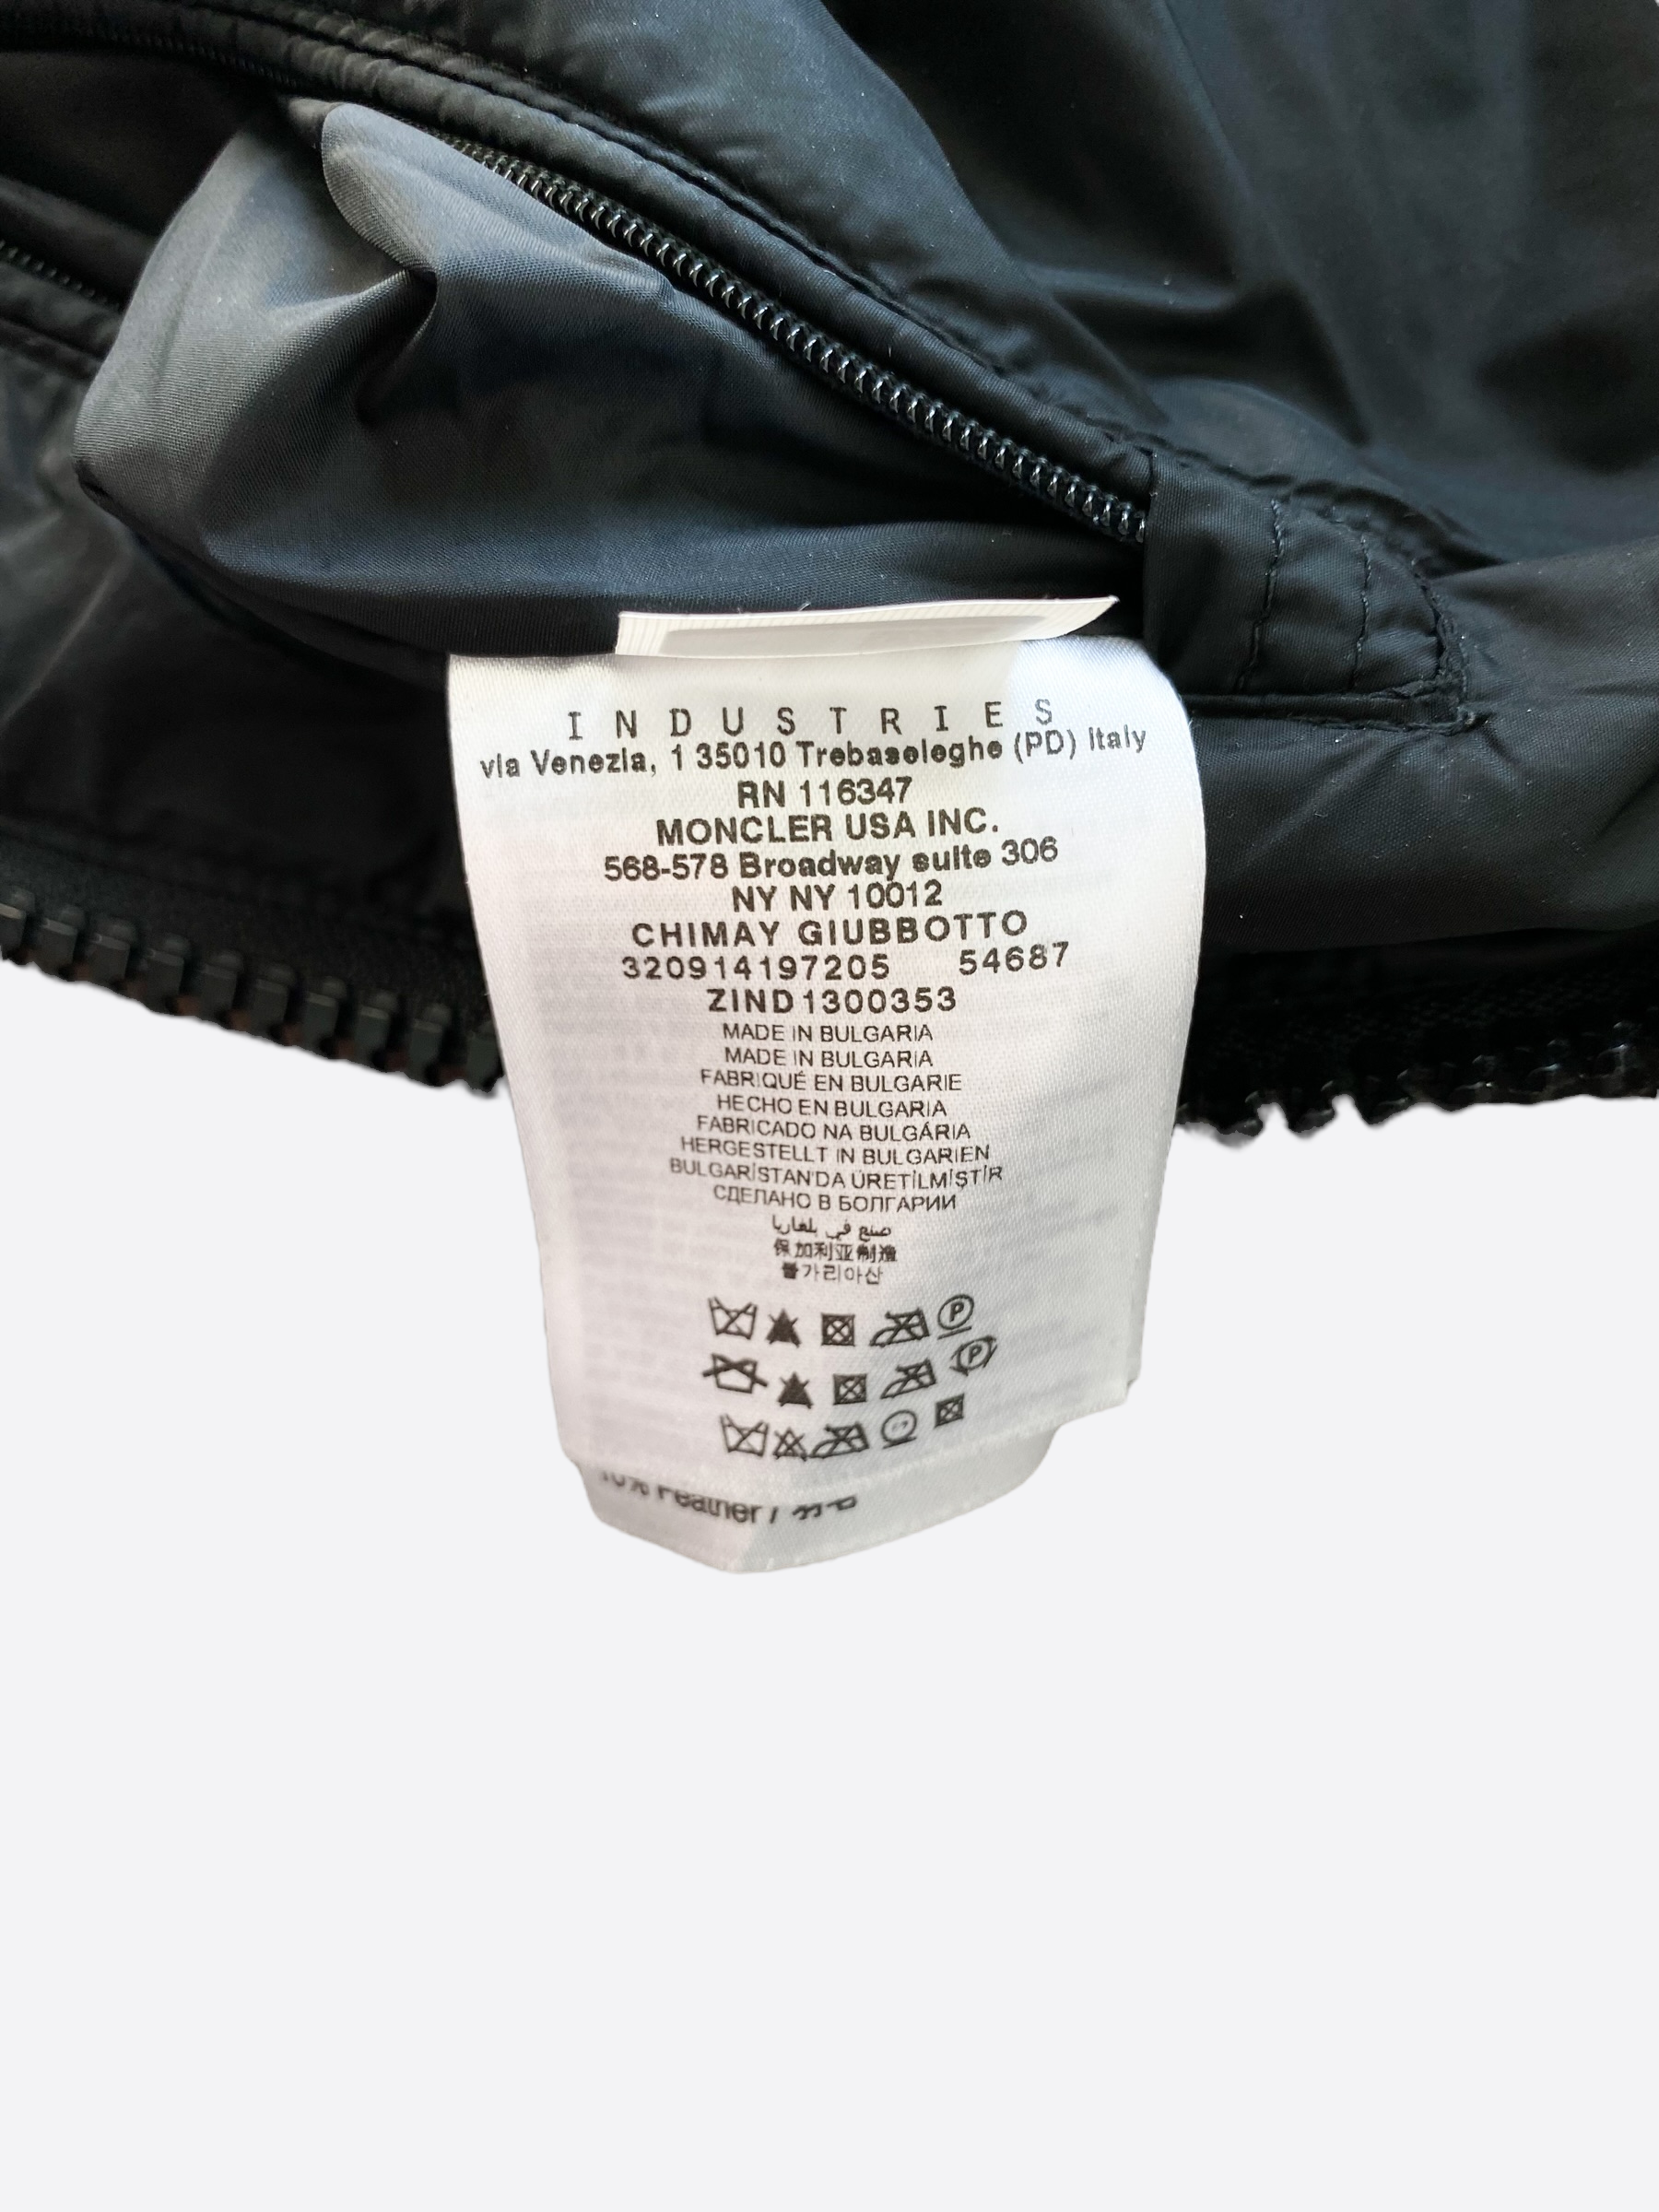 INDUSTRIES
via Venezia, 1 35010 Trebaseleghe (PD) Italy
RN 116347
MONCLER USA INC.
568-578 Broadway suite 306
NY NY 10012
CHIMAY GIUBBOTTO
320914197205 54687
ZIND1300353
MADE IN BULGARIA
MADE IN BULGARIA
FABRIQUÉ EN BULGARIE
HECHO EN BULGARIA
FABRICADO NA BULGÁRIA
HERGESTELLT IN BULGARIEN
BULGARİSTAN'DA ÜRETİLMİŞTİR
СДЕЛАНО В БОЛГАРИИ
صنع في بلغاريا
保加利亚制造
불가리아산
P
P
10% Feather /